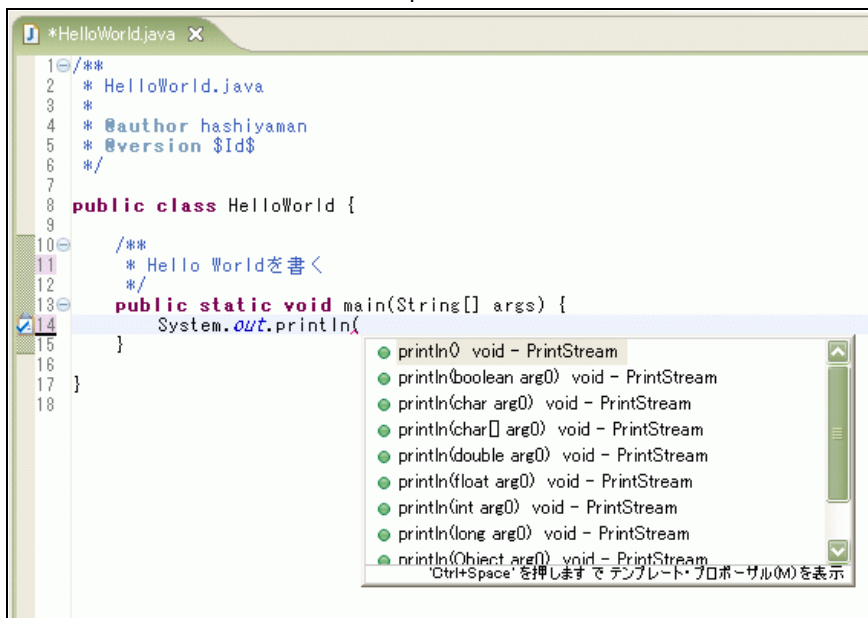 *HelloWorld.java
1 /**
2 * HelloWorld.java
3 *
4 * @author hashiyaman
5 * @version $Id$
6 */
7
8 public class HelloWorld {
9
10 /**
11 * Hello Worldを書く
12 */
13 public static void main(String[] args) {
14 System.out.println(
15 }
16
17 }
18
println() void - PrintStream
println(boolean arg0) void - PrintStream
println(char arg0) void - PrintStream
println(char[] arg0) void - PrintStream
println(double arg0) void - PrintStream
println(float arg0) void - PrintStream
println(int arg0) void - PrintStream
println(long arg0) void - PrintStream
println(Object arg0) void - PrintStream
'Ctrl+Space' を押します で テンプレート・プロポーザル(M) を表示